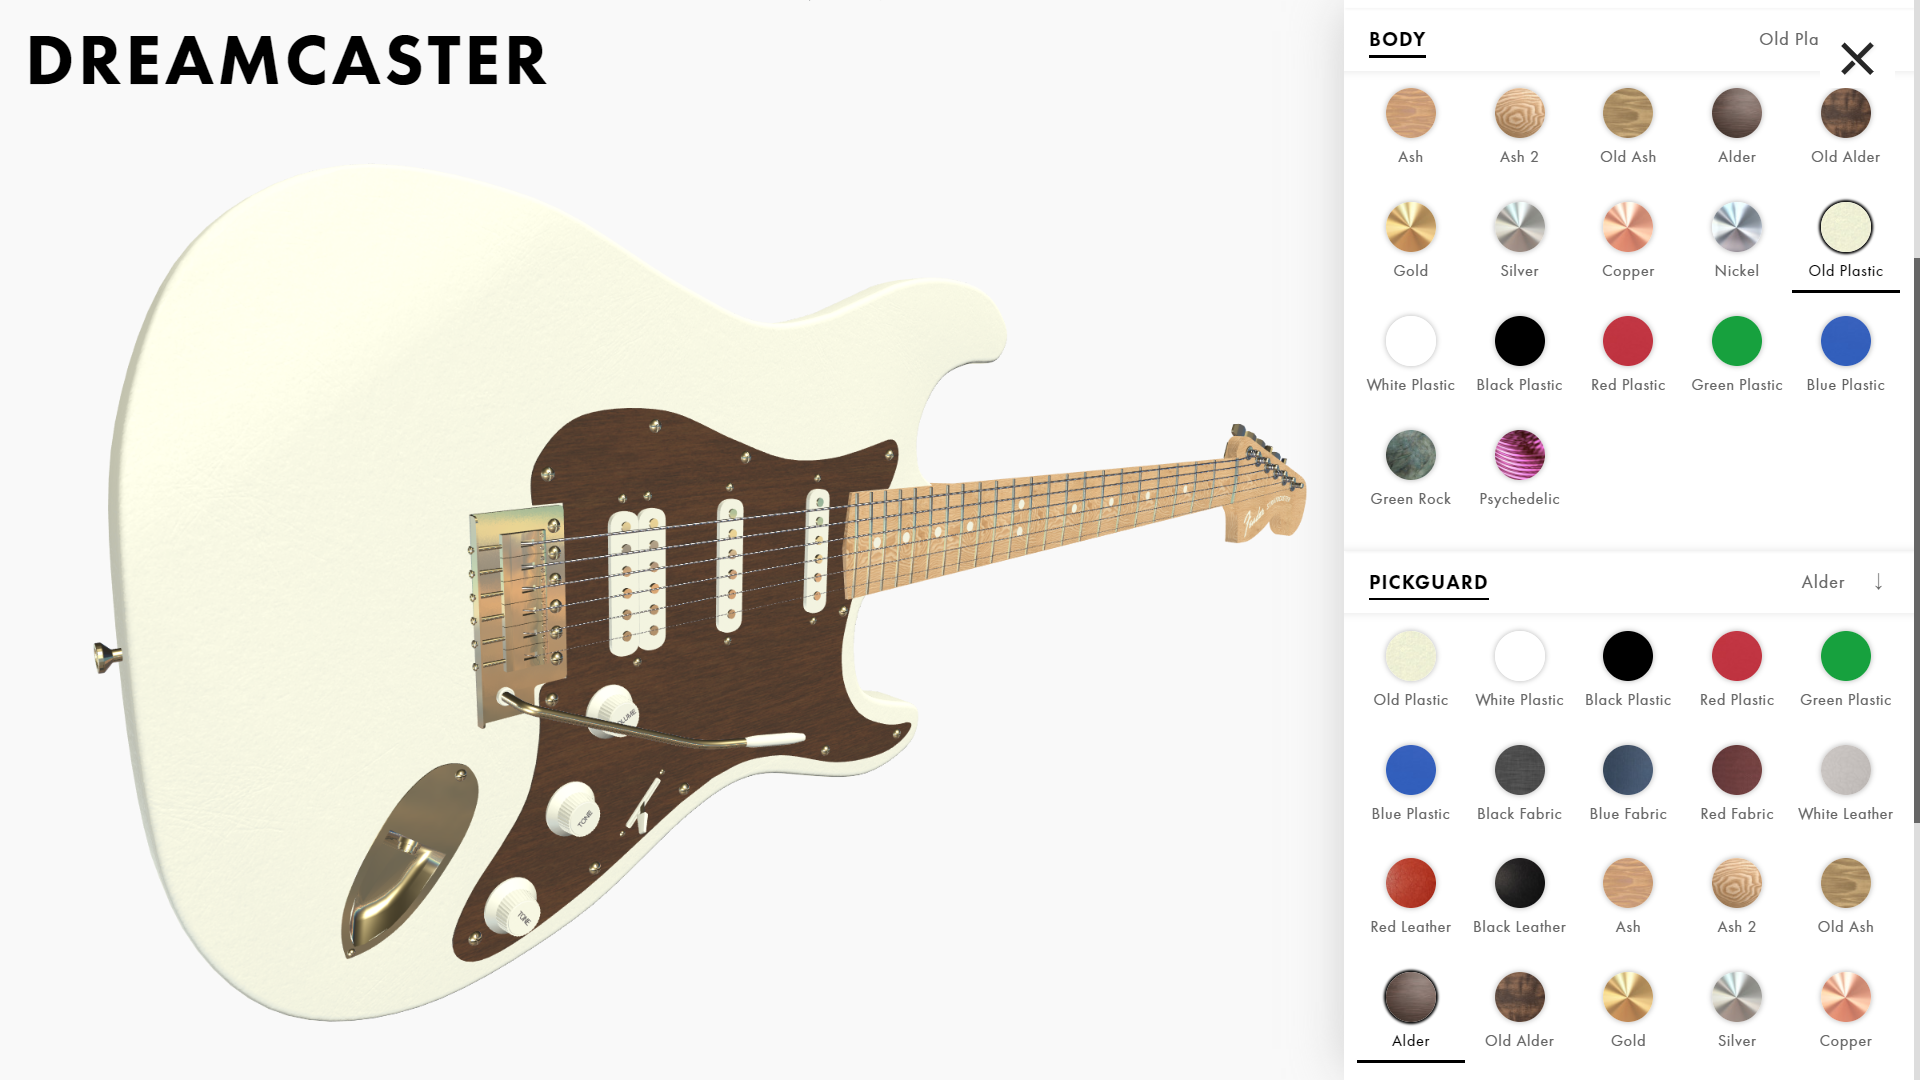 DREAMCASTER
BODY
Old Pla
Ash
Ash 2
Old Ash
Alder
Old Alder
Gold
Silver
Copper
Nickel
Old Plastic
White Plastic
Black Plastic
Red Plastic
Green Plastic
Blue Plastic
Green Rock
Psychedelic
PICKGUARD
Alder ↓
Old Plastic
White Plastic
Black Plastic
Red Plastic
Green Plastic
Blue Plastic
Black Fabric
Blue Fabric
Red Fabric
White Leather
Red Leather
Black Leather
Ash
Ash 2
Old Ash
Alder
Old Alder
Gold
Silver
Copper
Fender
TONE
TONE